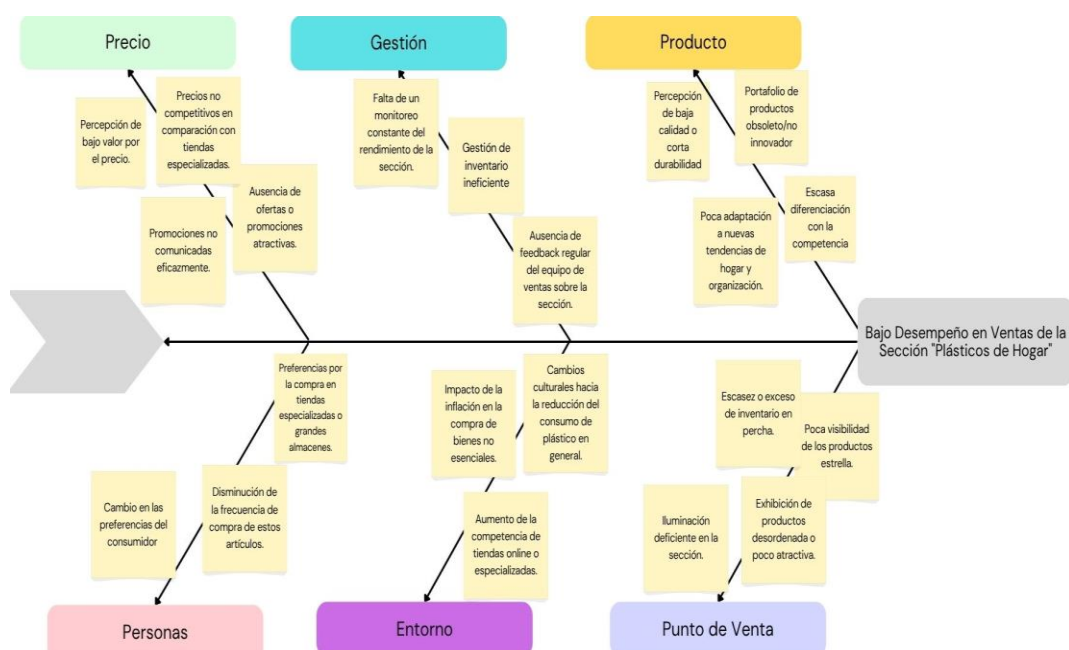 Precio
Gestión
Producto
Percepción de
bajo valor por
el precio.
Precios no
competitivos en
comparación con
tiendas
especializadas.
Promociones no
comunicadas
eficazmente.
Ausencia de
ofertas o
promociones
atractivas.
Falta de un
monitoreo
constante del
rendimiento de la
sección.
Gestión de
inventario
ineficiente
Ausencia de
feedback regular
del equipo de
ventas sobre la
sección.
Percepción
de baja
calidad o
corta
durabilidad
Portafolio de
productos
obsoleto/no
innovador
Poca adaptación
a nuevas
tendencias de
hogar y
organización.
Escasa
diferenciación
con la
competencia
Bajo Desempeño en Ventas de la
Sección "Plásticos de Hogar"
Preferencias por
la compra en
tiendas
especializadas o
grandes
almacenes.
Cambio en las
preferencias del
consumidor
Disminución de
la frecuencia de
compra de estos
artículos.
Impacto de la
inflación en la
compra de
bienes no
esenciales.
Cambios
culturales hacia
la reducción del
consumo de
plástico en
general.
Aumento de la
competencia de
tiendas online o
especializadas.
Escasez o exceso
de inventario en
percha.
Poca visibilidad
de los productos
estrella.
Iluminación
deficiente en la
sección.
Exhibición de
productos
desordenada o
poco atractiva.
Personas
Entorno
Punto de Venta